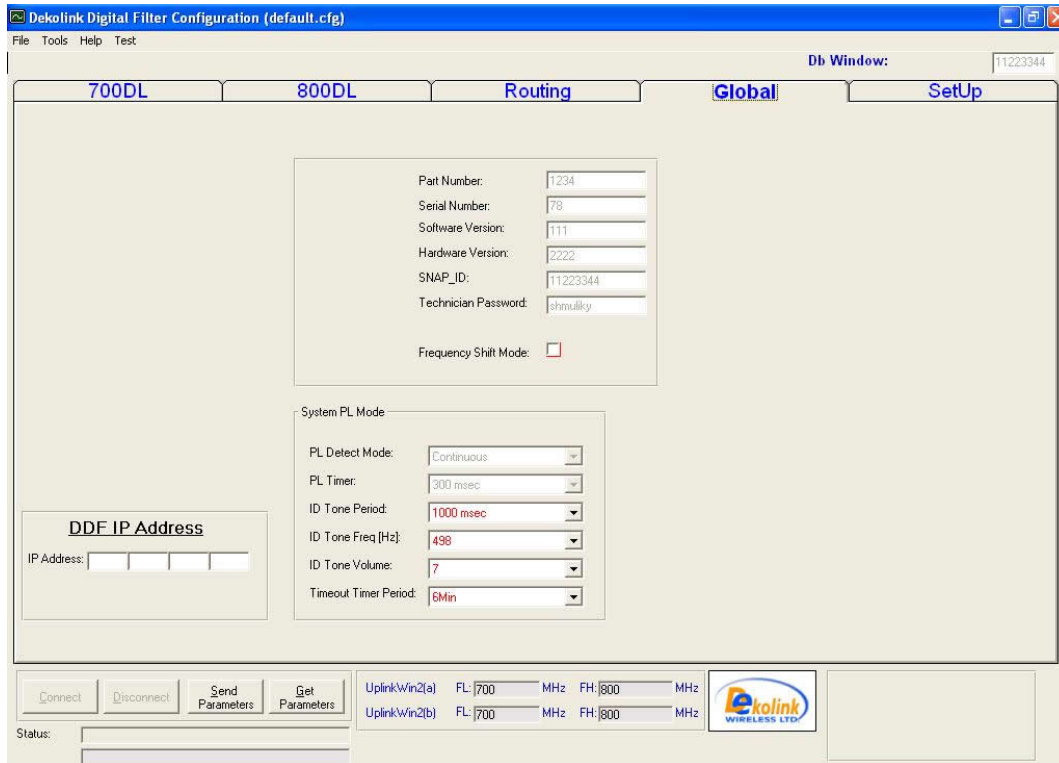 Dekolink Digital Filter Configuration (default.cfg)
File Tools Help Test
Db Window: 11223344
700DL 800DL Routing Global SetUp
Part Number: 1234
Serial Number: 78
Software Version: 111
Hardware Version: 2222
SNAP_ID: 11223344
Technician Password: shmuliky
Frequency Shift Mode:
System PL Mode
PL Detect Mode: Continuous
PL Timer: 300 msec
ID Tone Period: 1000 msec
ID Tone Freq [Hz]: 498
ID Tone Volume: 7
Timeout Timer Period: 6Min
DDF IP Address
IP Address:
Connect Disconnect Send Parameters Get Parameters
UplinkWin2(a) FL: 700 MHz FH: 800 MHz
UplinkWin2(b) FL: 700 MHz FH: 800 MHz
Dekolink
WIRELESS LTD.
Status: